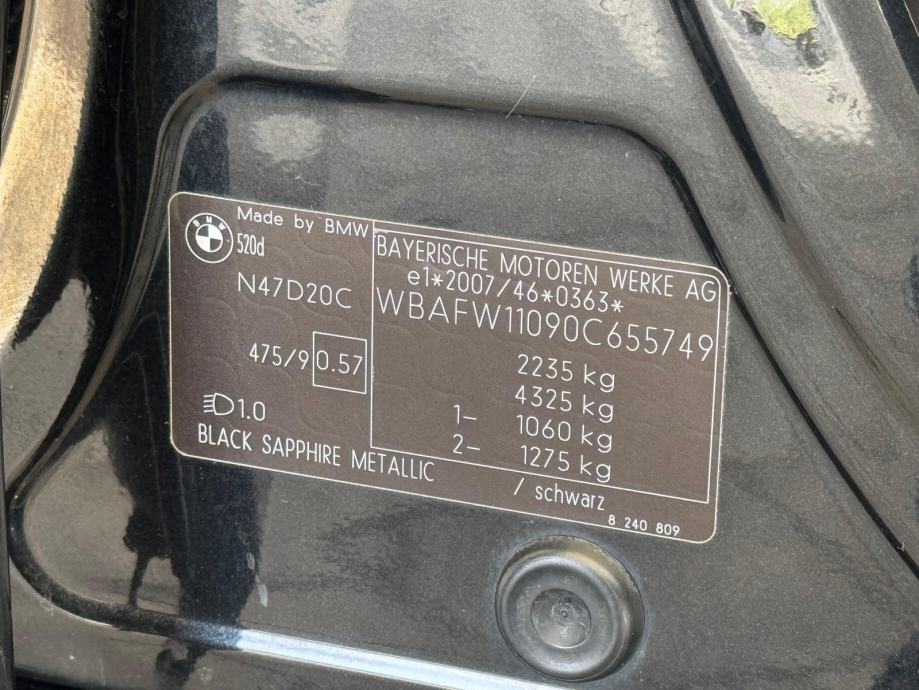 BMW
Made by BMW
520d
N47D20C
475/9 0.57
1.0
BLACK SAPPHIRE METALLIC / schwarz
BAYERISCHE MOTOREN WERKE AG
e1*2007/46*0363*
WBAFW11090C655749
2235 kg
4325 kg
1- 1060 kg
2- 1275 kg
8 240 809